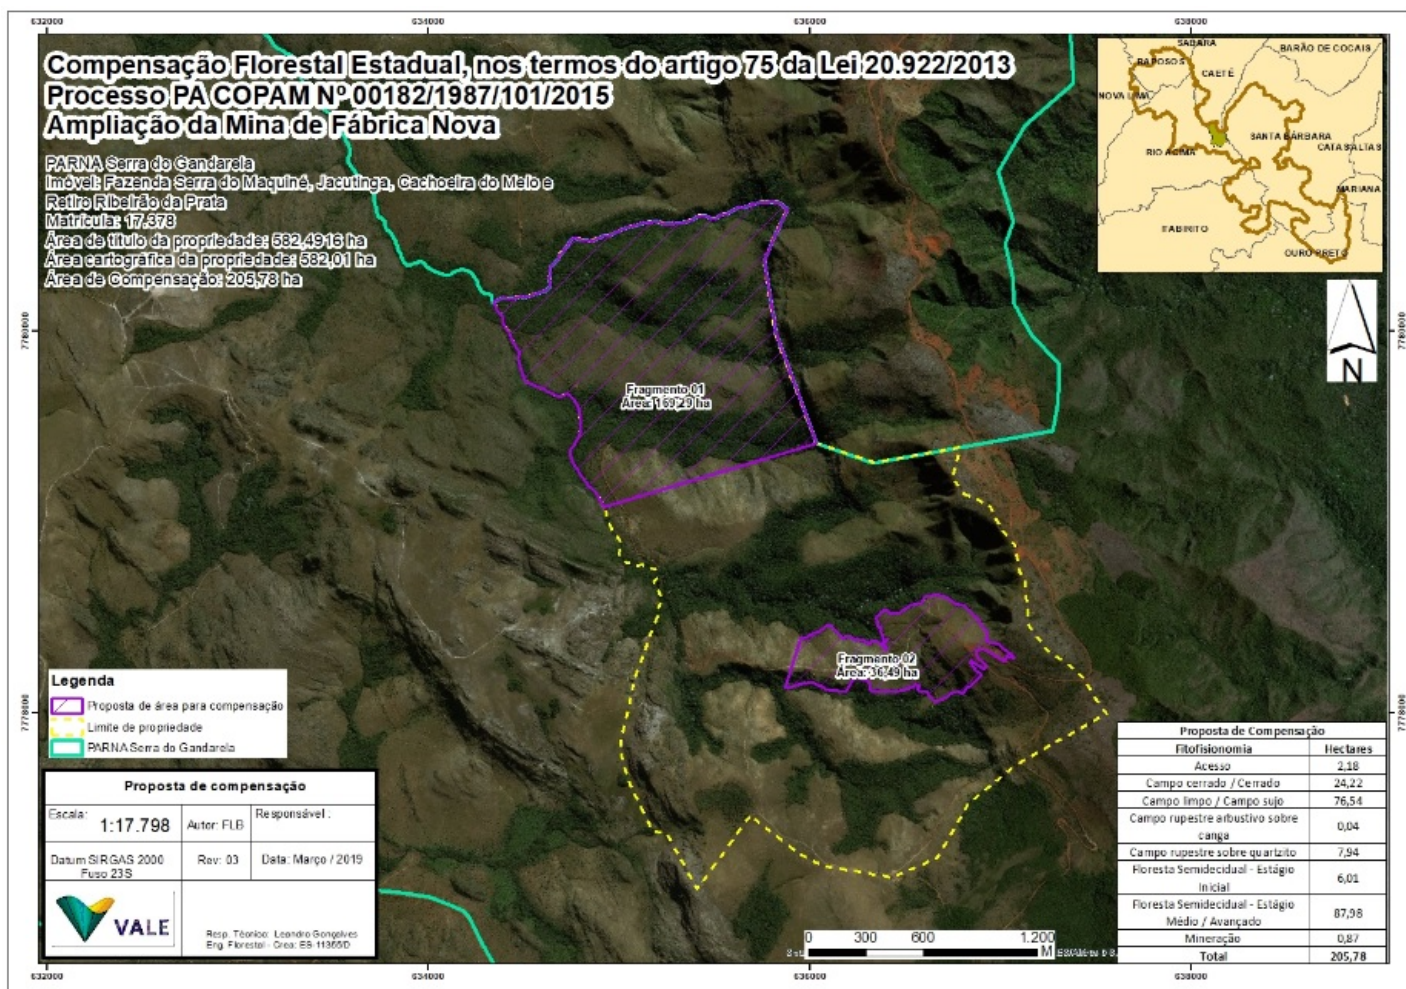 632000 634000 636000 638000
Compensação Florestal Estadual, nos termos do artigo 75 da Lei 20.922/2013
Processo PA COPAM Nº 00182/1987/101/2015
Ampliação da Mina de Fábrica Nova
PARNA Serra do Gandarela
Imóvel: Fazenda Serra do Maquiné, Jacutinga, Cachoeira do Melo e
Retiro Ribeirão da Prata
Matrícula: 17.378
Área de título da propriedade: 582,4916 ha
Área cartográfica da propriedade: 582,01 ha
Área de Compensação: 205,78 ha
SABARÁ
BARÃO DE COCAIS
RAPOSOS
CAETÉ
NOVA LIMA
SANTA BÁRBARA
CATAS ALTAS
RIO ACIMA
MARIANA
ITABIRITO
OURO PRETO
N
7780000
7780000
Fragmento 01
Área: 169,29 ha
Fragmento 02
Área: 36,49 ha
7778000
7778000
Legenda
Proposta de área para compensação
Limite de propriedade
PARNA Serra do Gandarela
Proposta de compensação
Escala: 1:17.798
Autor: FLB
Responsável :
Datum SIRGAS 2000
Fuso 23S
Rev: 03
Data: Março / 2019
VALE
Resp. Técnico: Leandro Gonçalves
Eng. Florestal - Crea: ES-11365/D
0 300 600 1.200
M
Proposta de Compensação
Fitofisionomia Hectares
Acesso 2,18
Campo cerrado / Cerrado 24,22
Campo limpo / Campo sujo 76,54
Campo rupestre arbustivo sobre
canga 0,04
Campo rupestre sobre quartzito 7,94
Floresta Semidecidual - Estágio
Inicial 6,01
Floresta Semidecidual - Estágio
Médio / Avançado 87,98
Mineração 0,87
Total 205,78
632000 634000 636000 638000